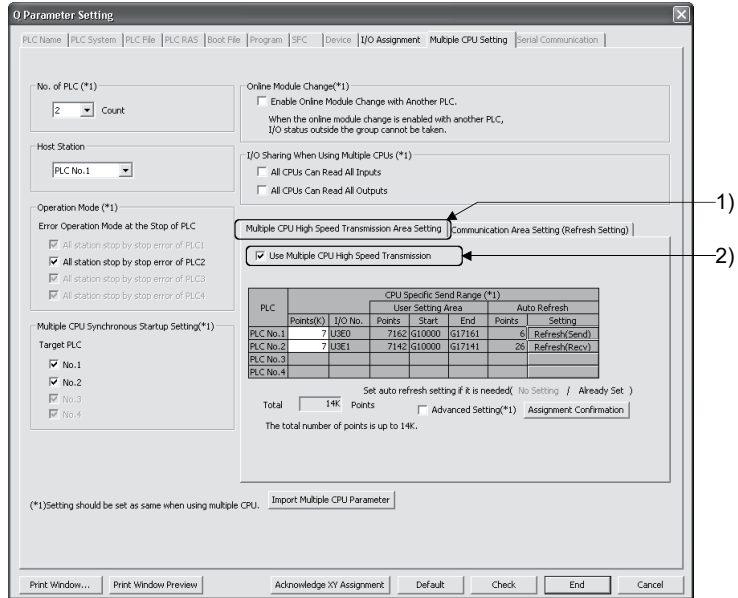 Q Parameter Setting
PLC Name | PLC System | PLC File | PLC RAS | Boot File | Program | SFC | Device | I/O Assignment | Multiple CPU Setting | Serial Communication
No. of PLC (*1)
2 Count
Host Station
PLC No.1
Operation Mode (*1)
Error Operation Mode at the Stop of PLC
All station stop by stop error of PLC1
All station stop by stop error of PLC2
All station stop by stop error of PLC3
All station stop by stop error of PLC4
Multiple CPU Synchronous Startup Setting(*1)
Target PLC
No.1
No.2
No.3
No.4
Online Module Change(*1)
Enable Online Module Change with Another PLC.
When the online module change is enabled with another PLC,
I/O status outside the group cannot be taken.
I/O Sharing When Using Multiple CPUs (*1)
All CPUs Can Read All Inputs
All CPUs Can Read All Outputs
1)
Multiple CPU High Speed Transmission Area Setting | Communication Area Setting (Refresh Setting)
Use Multiple CPU High Speed Transmission
2)
CPU Specific Send Range (*1)
PLC User Setting Area Auto Refresh
Points(K) I/O No. Points Start End Points Setting
PLC No.1 7 U3E0 7162 G10000 G17161 6 Refresh(Send)
PLC No.2 7 U3E1 7142 G10000 G17141 26 Refresh(Recv)
PLC No.3
PLC No.4
Set auto refresh setting if it is needed( No Setting / Already Set )
Total 14K Points Advanced Setting(*1) Assignment Confirmation
The total number of points is up to 14K.
(*1)Setting should be set as same when using multiple CPU. Import Multiple CPU Parameter
Print Window... Print Window Preview Acknowledge XY Assignment Default Check End Cancel